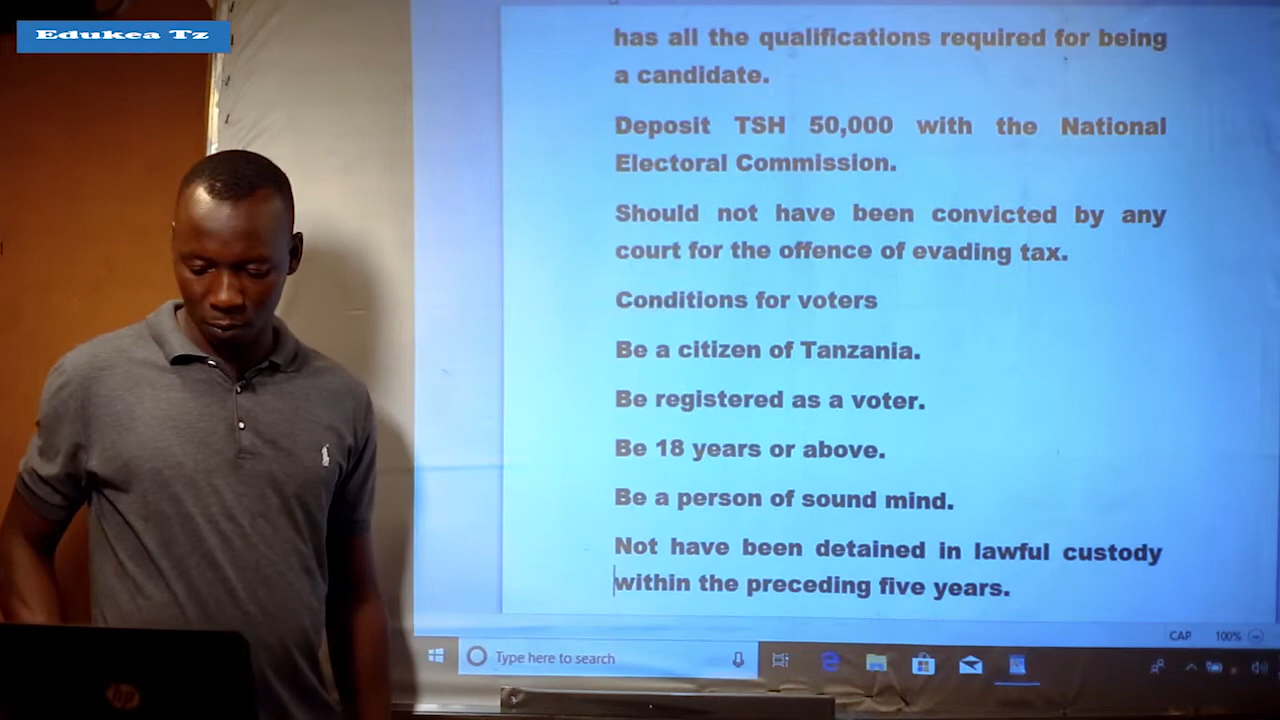 Edukea Tz
has all the qualifications required for being
a candidate.
Deposit TSH 50,000 with the National
Electoral Commission.
Should not have been convicted by any
court for the offence of evading tax.
Conditions for voters
Be a citizen of Tanzania.
Be registered as a voter.
Be 18 years or above.
Be a person of sound mind.
Not have been detained in lawful custody
within the preceding five years.
CAP 100%
Type here to search
hp